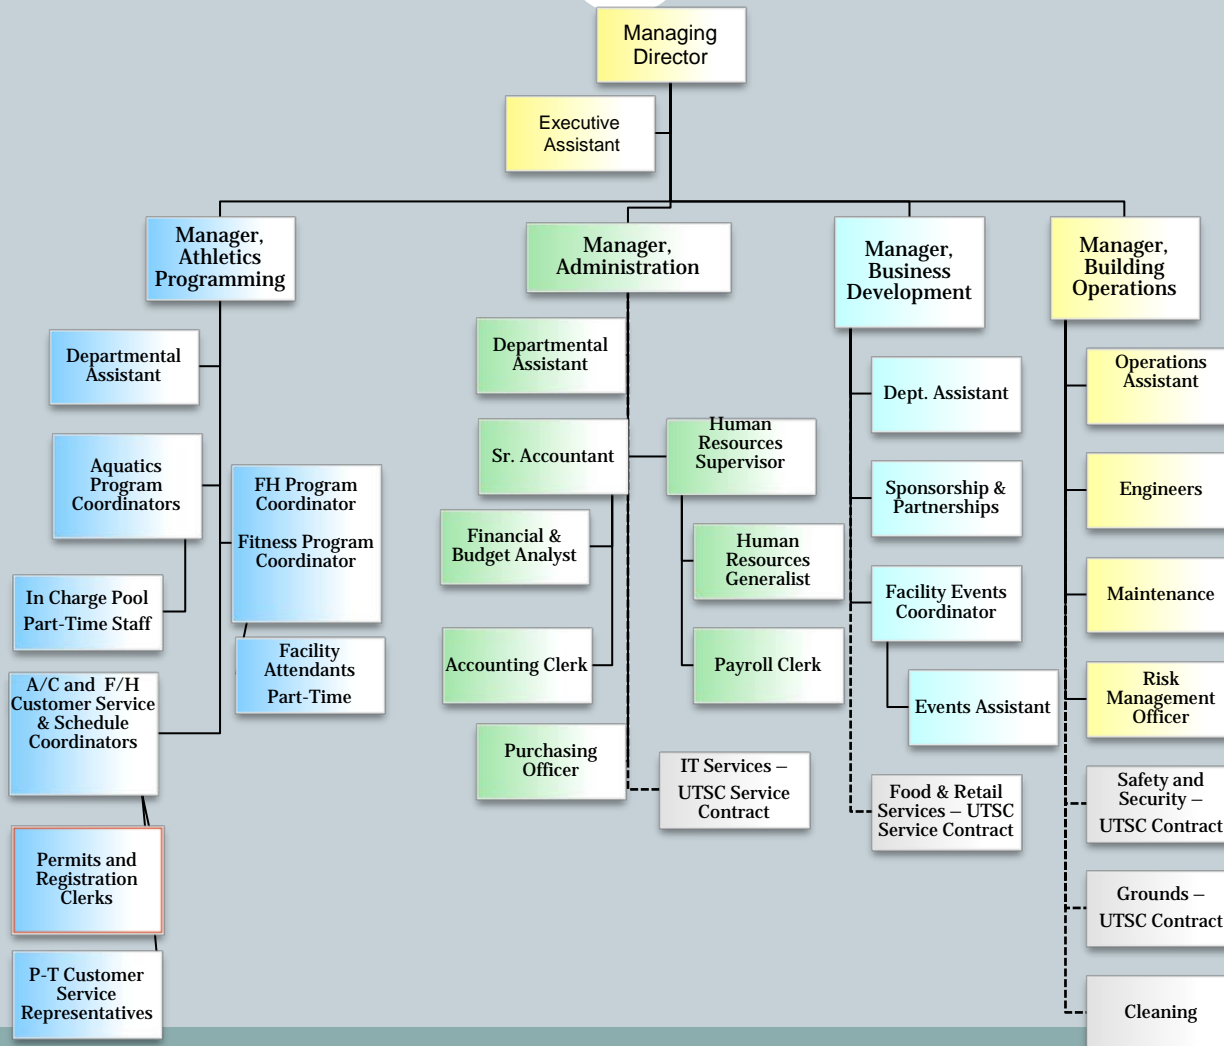 Managing
Director
Executive
Assistant
Manager,
Athletics
Programming
Departmental
Assistant
Aquatics
Program
Coordinators
In Charge Pool
Part-Time Staff
FH Program
Coordinator
Fitness Program
Coordinator
Facility
Attendants
Part-Time
A/C and F/H
Customer Service
& Schedule
Coordinators
Permits and
Registration
Clerks
P-T Customer
Service
Representatives
Manager,
Administration
Departmental
Assistant
Sr. Accountant
Financial &
Budget Analyst
Accounting Clerk
Purchasing
Officer
Human
Resources
Supervisor
Human
Resources
Generalist
Payroll Clerk
IT Services –
UTSC Service
Contract
Manager,
Business
Development
Dept. Assistant
Sponsorship &
Partnerships
Facility Events
Coordinator
Events Assistant
Food & Retail
Services – UTSC
Service Contract
Manager,
Building
Operations
Operations
Assistant
Engineers
Maintenance
Risk
Management
Officer
Safety and
Security –
UTSC Contract
Grounds –
UTSC Contract
Cleaning